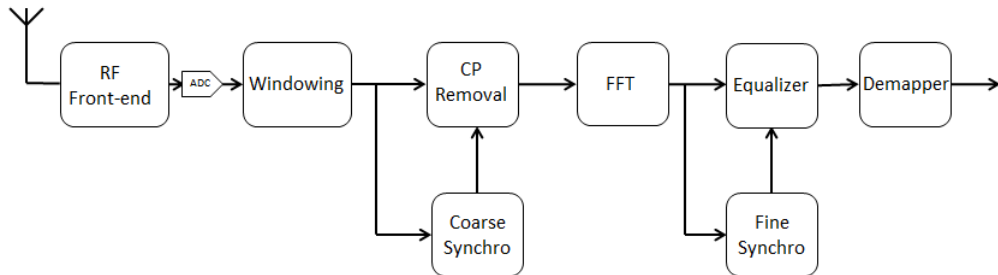 RF
Front-end
ADC
Windowing
CP
Removal
FFT
Equalizer
Demapper
Coarse
Synchro
Fine
Synchro